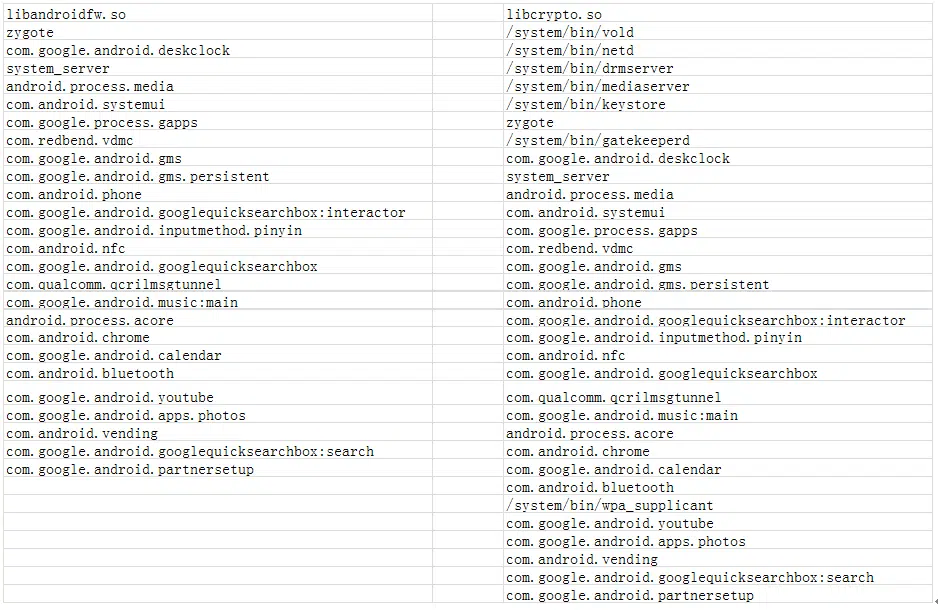 libandroidfw.so
zygote
com.google.android.deskclock
system_server
android.process.media
com.android.systemui
com.google.process.gapps
com.redbend.vdmc
com.google.android.gms
com.google.android.gms.persistent
com.android.phone
com.google.android.googlequicksearchbox:interactor
com.google.android.inputmethod.pinyin
com.android.nfc
com.google.android.googlequicksearchbox
com.qualcomm.qcrilmsgtunnel
com.google.android.music:main
android.process.acore
com.android.chrome
com.google.android.calendar
com.android.bluetooth
com.google.android.youtube
com.google.android.apps.photos
com.android.vending
com.google.android.googlequicksearchbox:search
com.google.android.partnersetup
libcrypto.so
/system/bin/vold
/system/bin/netd
/system/bin/drmserver
/system/bin/mediaserver
/system/bin/keystore
zygote
/system/bin/gatekeeperd
com.google.android.deskclock
system_server
android.process.media
com.android.systemui
com.google.process.gapps
com.redbend.vdmc
com.google.android.gms
com.google.android.gms.persistent
com.android.phone
com.google.android.googlequicksearchbox:interactor
com.google.android.inputmethod.pinyin
com.android.nfc
com.google.android.googlequicksearchbox
com.qualcomm.qcrilmsgtunnel
com.google.android.music:main
android.process.acore
com.android.chrome
com.google.android.calendar
com.android.bluetooth
/system/bin/wpa_supplicant
com.google.android.youtube
com.google.android.apps.photos
com.android.vending
com.google.android.googlequicksearchbox:search
com.google.android.partnersetup